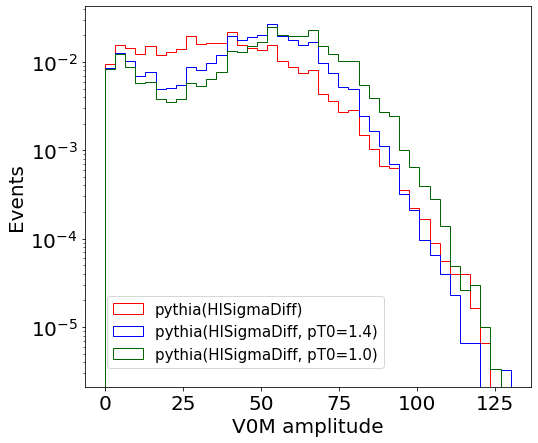 Events
10⁻²
10⁻³
10⁻⁴
10⁻⁵
pythia(HISigmaDiff)
pythia(HISigmaDiff, pT0=1.4)
pythia(HISigmaDiff, pT0=1.0)
0 25 50 75 100 125
V0M amplitude